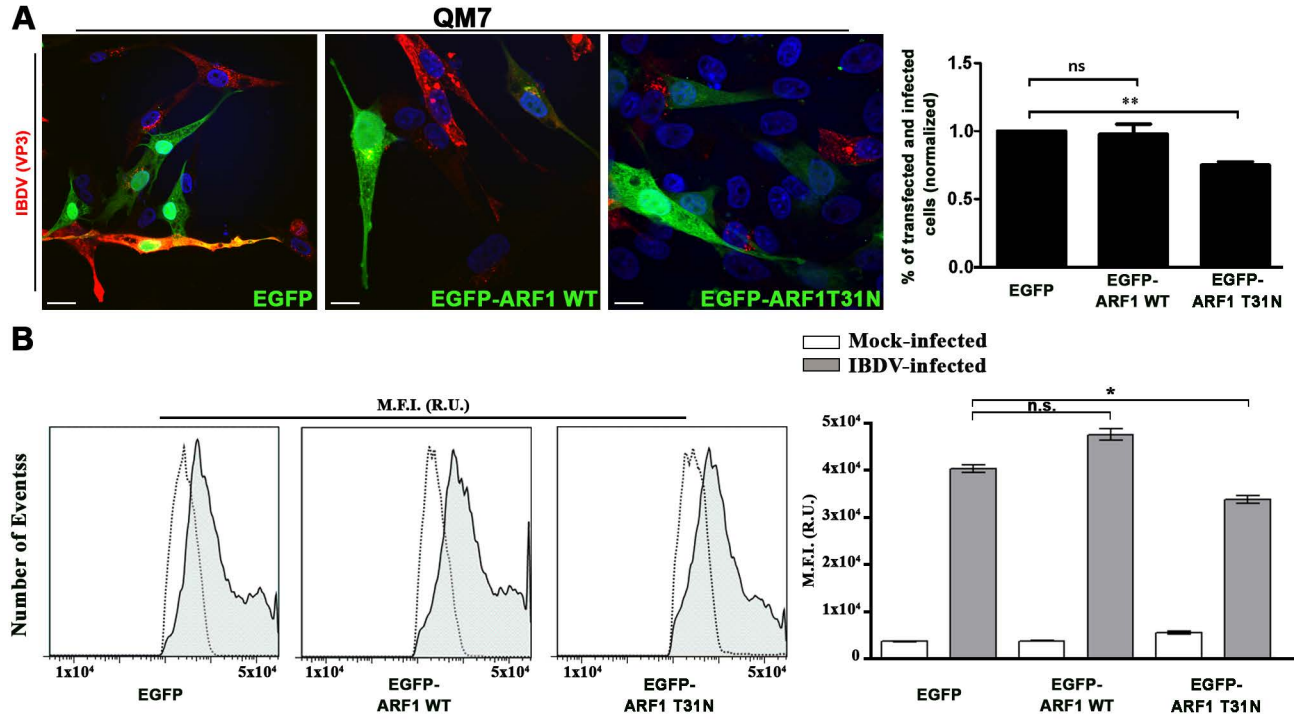 A
QM7
IBDV (VP3)
EGFP
EGFP-ARF1 WT
EGFP-ARF1T31N
% of transfected and infected
cells (normalized)
1.5
1.0
0.5
0.0
ns
**
EGFP
EGFP-
ARF1 WT
EGFP-
ARF1 T31N
B
Mock-infected
IBDV-infected
M.F.I. (R.U.)
Number of Eventss
1x10⁴
5x10⁴
1x10⁴
5x10⁴
1x10⁴
5x10⁴
EGFP
EGFP-
ARF1 WT
EGFP-
ARF1 T31N
*
n.s.
M.F.I. (R.U.)
5x10⁴
4x10⁴
3x10⁴
2x10⁴
1x10⁴
0
EGFP
EGFP-
ARF1 WT
EGFP-
ARF1 T31N